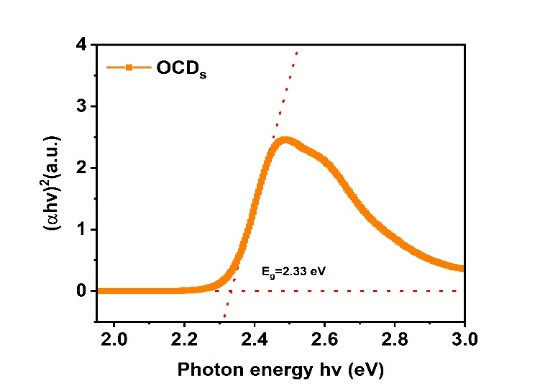 4
OCDs
3
(αhv)²(a.u.)
2
1
Eg=2.33 eV
0
2.0 2.2 2.4 2.6 2.8 3.0
Photon energy hv (eV)